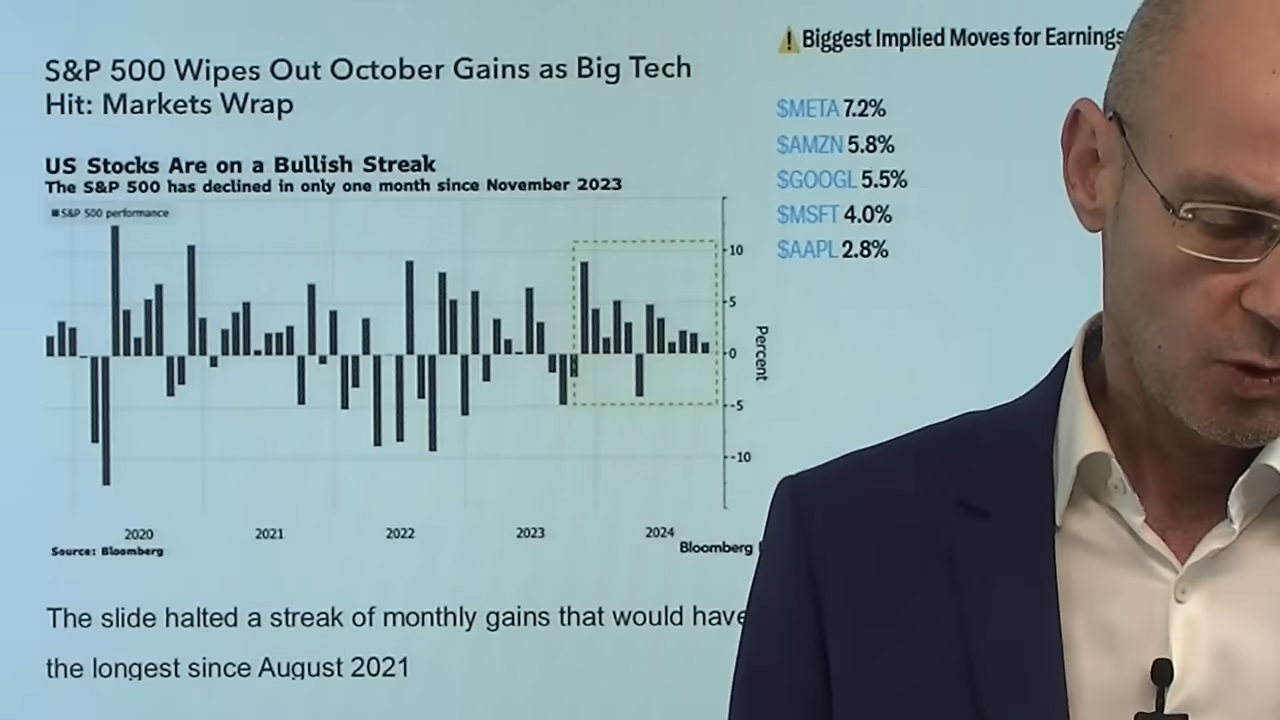 S&P 500 Wipes Out October Gains as Big Tech
Hit: Markets Wrap
US Stocks Are on a Bullish Streak
The S&P 500 has declined in only one month since November 2023
S&P 500 performance
10
5
0
-5
-10
Percent
2020 2021 2022 2023 2024
Source: Bloomberg
Bloomberg
The slide halted a streak of monthly gains that would have
the longest since August 2021
⚠️Biggest Implied Moves for Earnings
$META 7.2%
$AMZN 5.8%
$GOOGL 5.5%
$MSFT 4.0%
$AAPL 2.8%